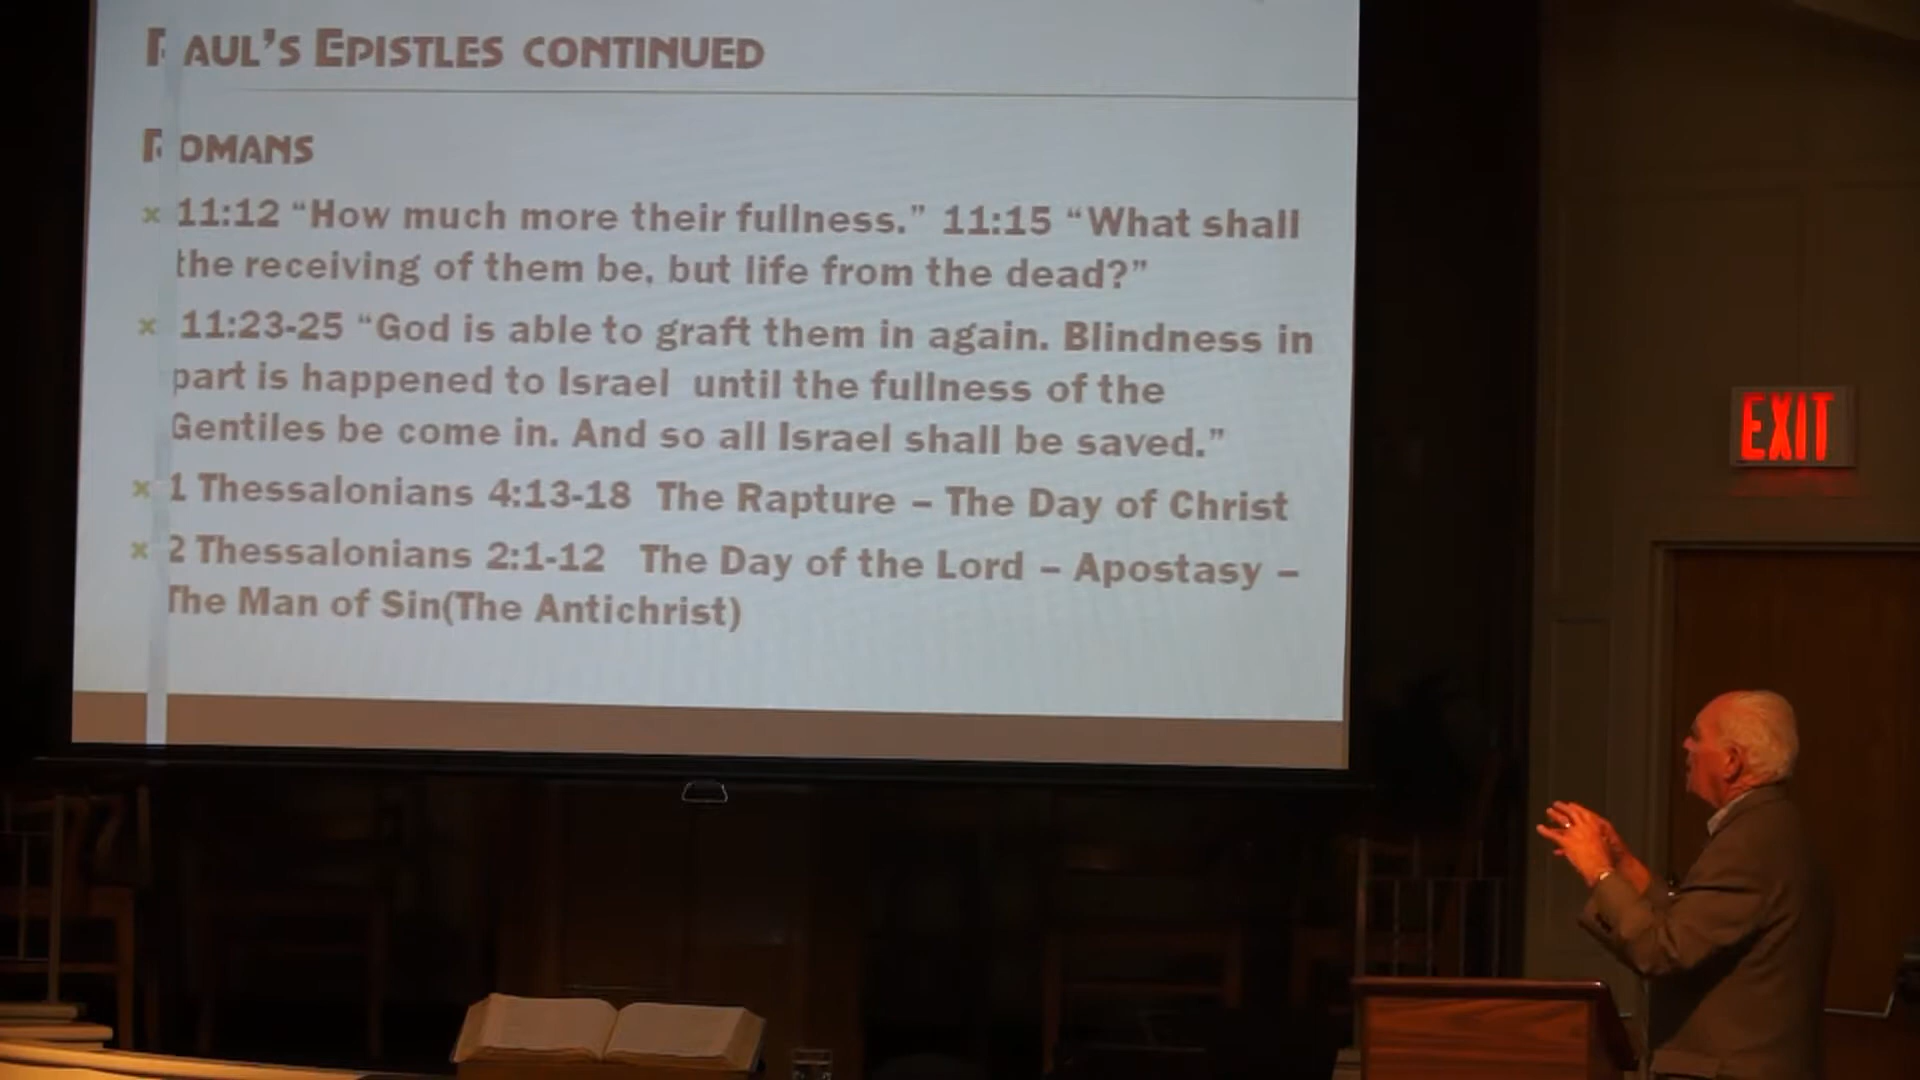 PAUL'S EPISTLES CONTINUED
ROMANS
x 11:12 “How much more their fullness.” 11:15 “What shall
the receiving of them be, but life from the dead?”
x 11:23-25 “God is able to graft them in again. Blindness in
part is happened to Israel until the fullness of the
Gentiles be come in. And so all Israel shall be saved.”
x 1 Thessalonians 4:13-18 The Rapture – The Day of Christ
x 2 Thessalonians 2:1-12 The Day of the Lord – Apostasy –
The Man of Sin(The Antichrist)
EXIT